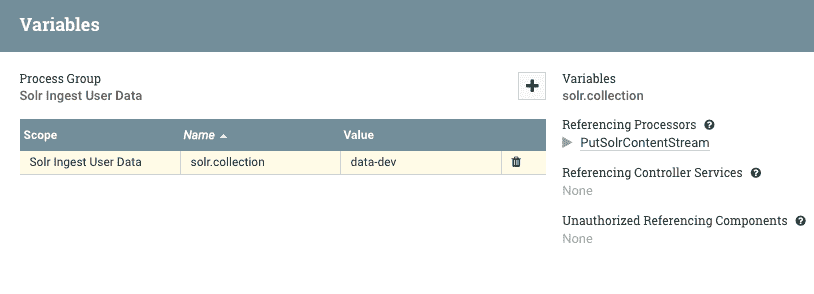 Variables
Process Group
Solr Ingest User Data
Scope Name Value
Solr Ingest User Data solr.collection data-dev
Variables
solr.collection
Referencing Processors
PutSolrContentStream
Referencing Controller Services
None
Unauthorized Referencing Components
None